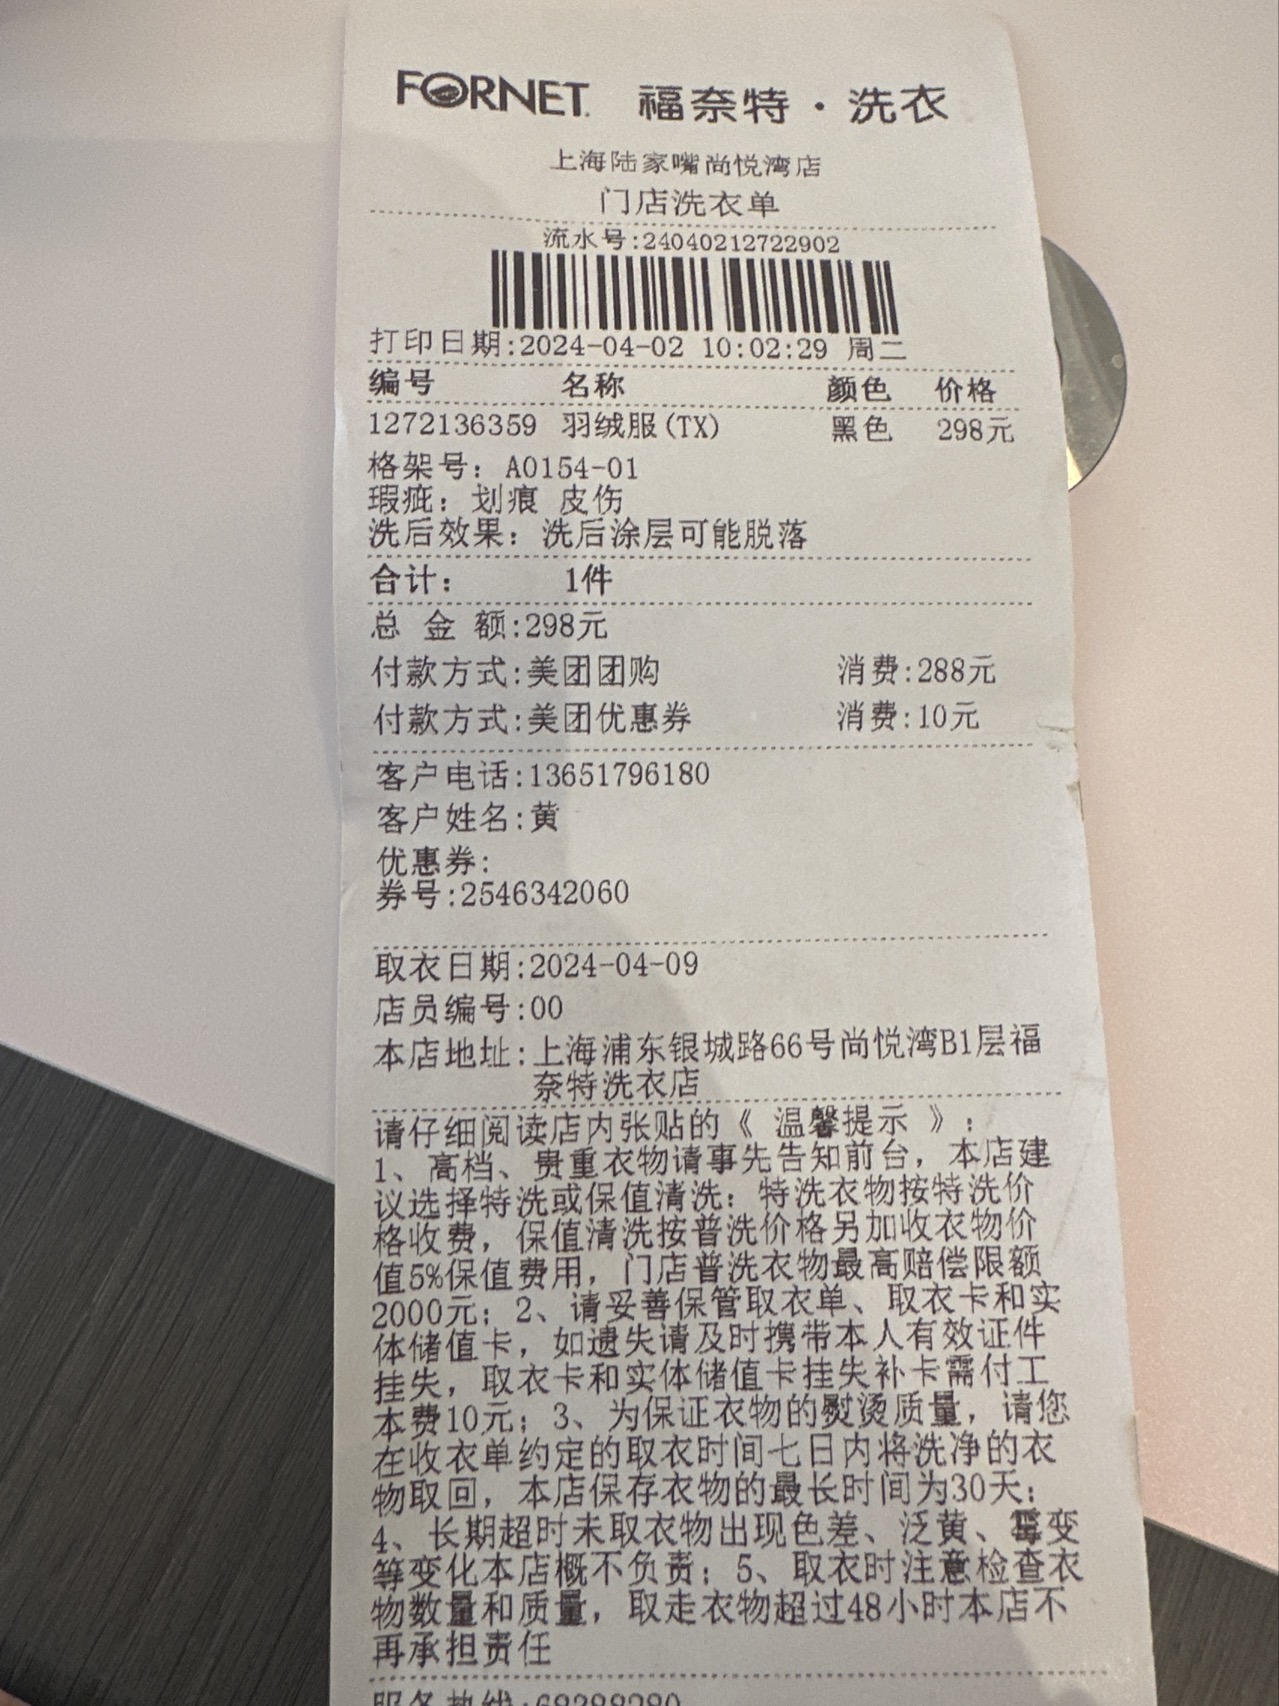 FORNET. 福奈特·洗衣
上海陆家嘴尚悦湾店
门店洗衣单
流水号:24040212722902
打印日期:2024-04-02 10:02:29 周二
编号 名称 颜色 价格
1272136359 羽绒服(TX) 黑色 298元
格架号: A0154-01
瑕疵: 划痕 皮伤
洗后效果: 洗后涂层可能脱落
合计: 1件
总 金 额:298元
付款方式:美团团购 消费:288元
付款方式:美团优惠券 消费:10元
客户电话:13651796180
客户姓名:黄
优惠券:
券号:2546342060
取衣日期:2024-04-09
店员编号:00
本店地址:上海浦东银城路66号尚悦湾B1层福
奈特洗衣店
请仔细阅读店内张贴的《 温馨提示 》:
1、高档、贵重衣物请事先告知前台，本店建
议选择特洗或保值清洗: 特洗衣物按特洗价
格收费，保值清洗按普洗价格另加收衣物价
值5%保值费用，门店普洗衣物最高赔偿限额
2000元; 2、请妥善保管取衣单、取衣卡和实
体储值卡，如遗失请及时携带本人有效证件
挂失，取衣卡和实体储值卡挂失补卡需付工
本费10元; 3、为保证衣物的熨烫质量，请您
在收衣单约定的取衣时间七日内将洗净的衣
物取回，本店保存衣物的最长时间为30天;
4、长期超时未取衣物出现色差、泛黄、霉变
等变化本店概不负责; 5、取衣时注意检查衣
物数量和质量，取走衣物超过48小时本店不
再承担责任
服务热线:68398280